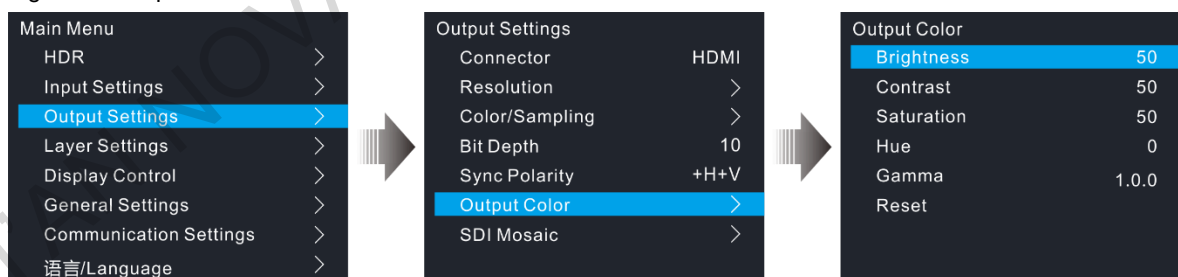 Main Menu
HDR >
Input Settings >
Output Settings >
Layer Settings >
Display Control >
General Settings >
Communication Settings >
语言/Language >
Output Settings
Connector HDMI
Resolution >
Color/Sampling >
Bit Depth 10
Sync Polarity +H+V
Output Color >
SDI Mosaic >
Output Color
Brightness 50
Contrast 50
Saturation 50
Hue 0
Gamma 1.0.0
Reset